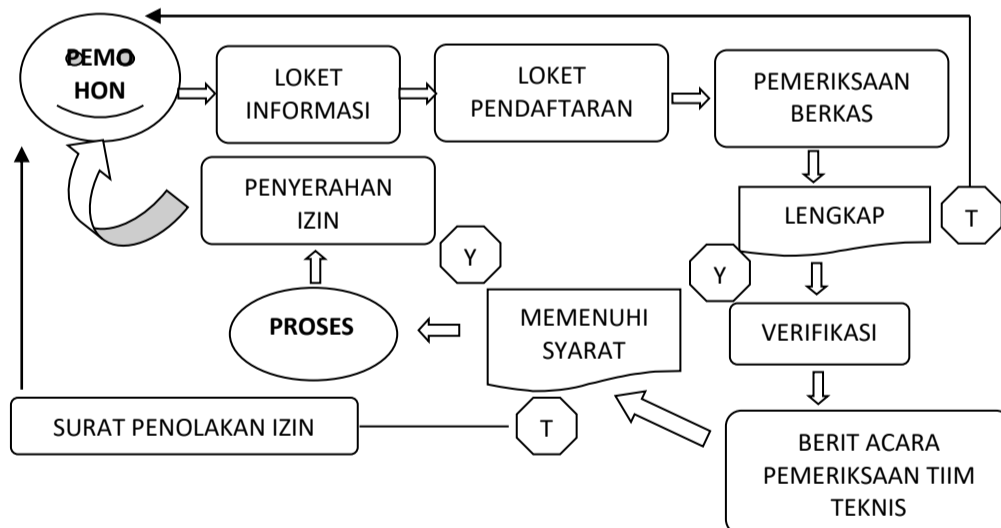 PEMO
HON
LOKET
INFORMASI
LOKET
PENDAFTARAN
PEMERIKSAAN
BERKAS
LENGKAP
T
Y
VERIFIKASI
BERIT ACARA
PEMERIKSAAN TIIM
TEKNIS
MEMENUHI
SYARAT
Y
PROSES
PENYERAHAN
IZIN
T
SURAT PENOLAKAN IZIN